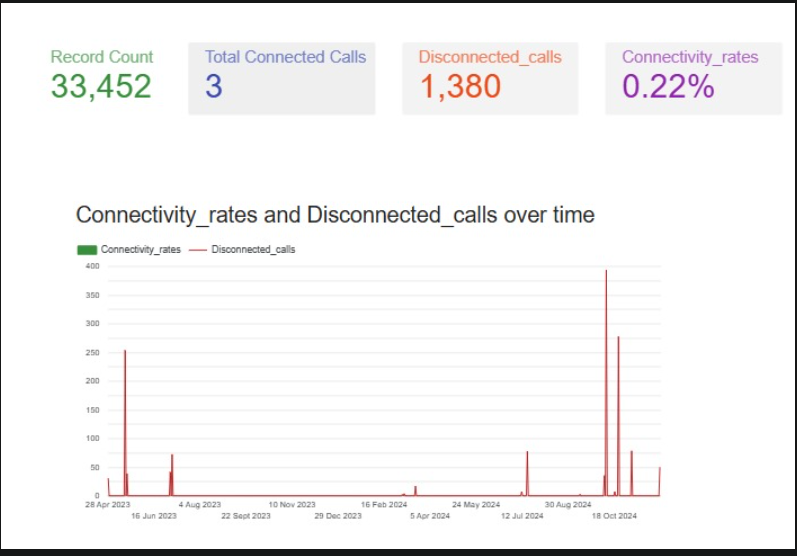 Record Count
33,452
Total Connected Calls
3
Disconnected_calls
1,380
Connectivity_rates
0.22%
Connectivity_rates and Disconnected_calls over time
Connectivity_rates Disconnected_calls
400
350
300
250
200
150
100
50
0
28 Apr 2023 4 Aug 2023 10 Nov 2023 16 Feb 2024 24 May 2024 30 Aug 2024
16 Jun 2023 22 Sept 2023 29 Dec 2023 5 Apr 2024 12 Jul 2024 18 Oct 2024